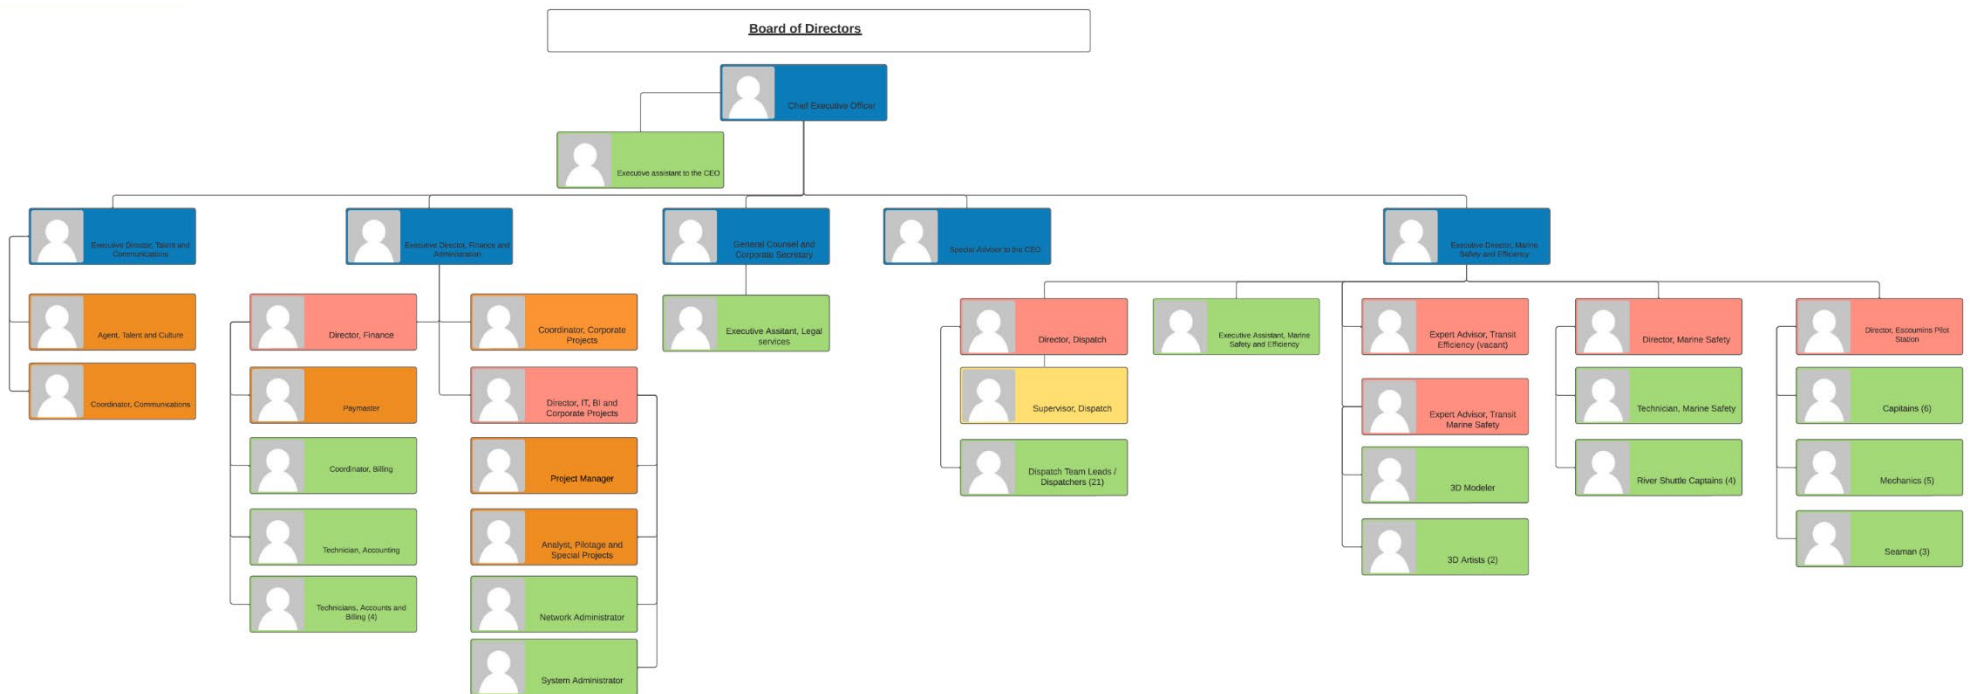 Board of Directors
Chief Executive Officer
Executive assistant to the CEO
Executive Director, Talent and
Communications
Executive Director, Finance and
Administration
General Counsel and
Corporate Secretary
Special Advisor to the CEO
Executive Director, Marine
Safety and Efficiency
Agent, Talent and Culture
Coordinator, Communications
Director, Finance
Paymaster
Coordinator, Billing
Technician, Accounting
Technicians, Accounts and
Billing (4)
Coordinator, Corporate
Projects
Director, IT, BI and
Corporate Projects
Project Manager
Analyst, Pilotage and
Special Projects
Network Administrator
System Administrator
Executive Assitant, Legal
services
Director, Dispatch
Supervisor, Dispatch
Dispatch Team Leads /
Dispatchers (21)
Executive Assistant, Marine
Safety and Efficiency
Expert Advisor, Transit
Efficiency (vacant)
Expert Advisor, Transit
Marine Safety
3D Modeler
3D Artists (2)
Director, Marine Safety
Technician, Marine Safety
River Shuttle Captains (4)
Director, Escoumins Pilot
Station
Capitains (6)
Mechanics (5)
Seaman (3)